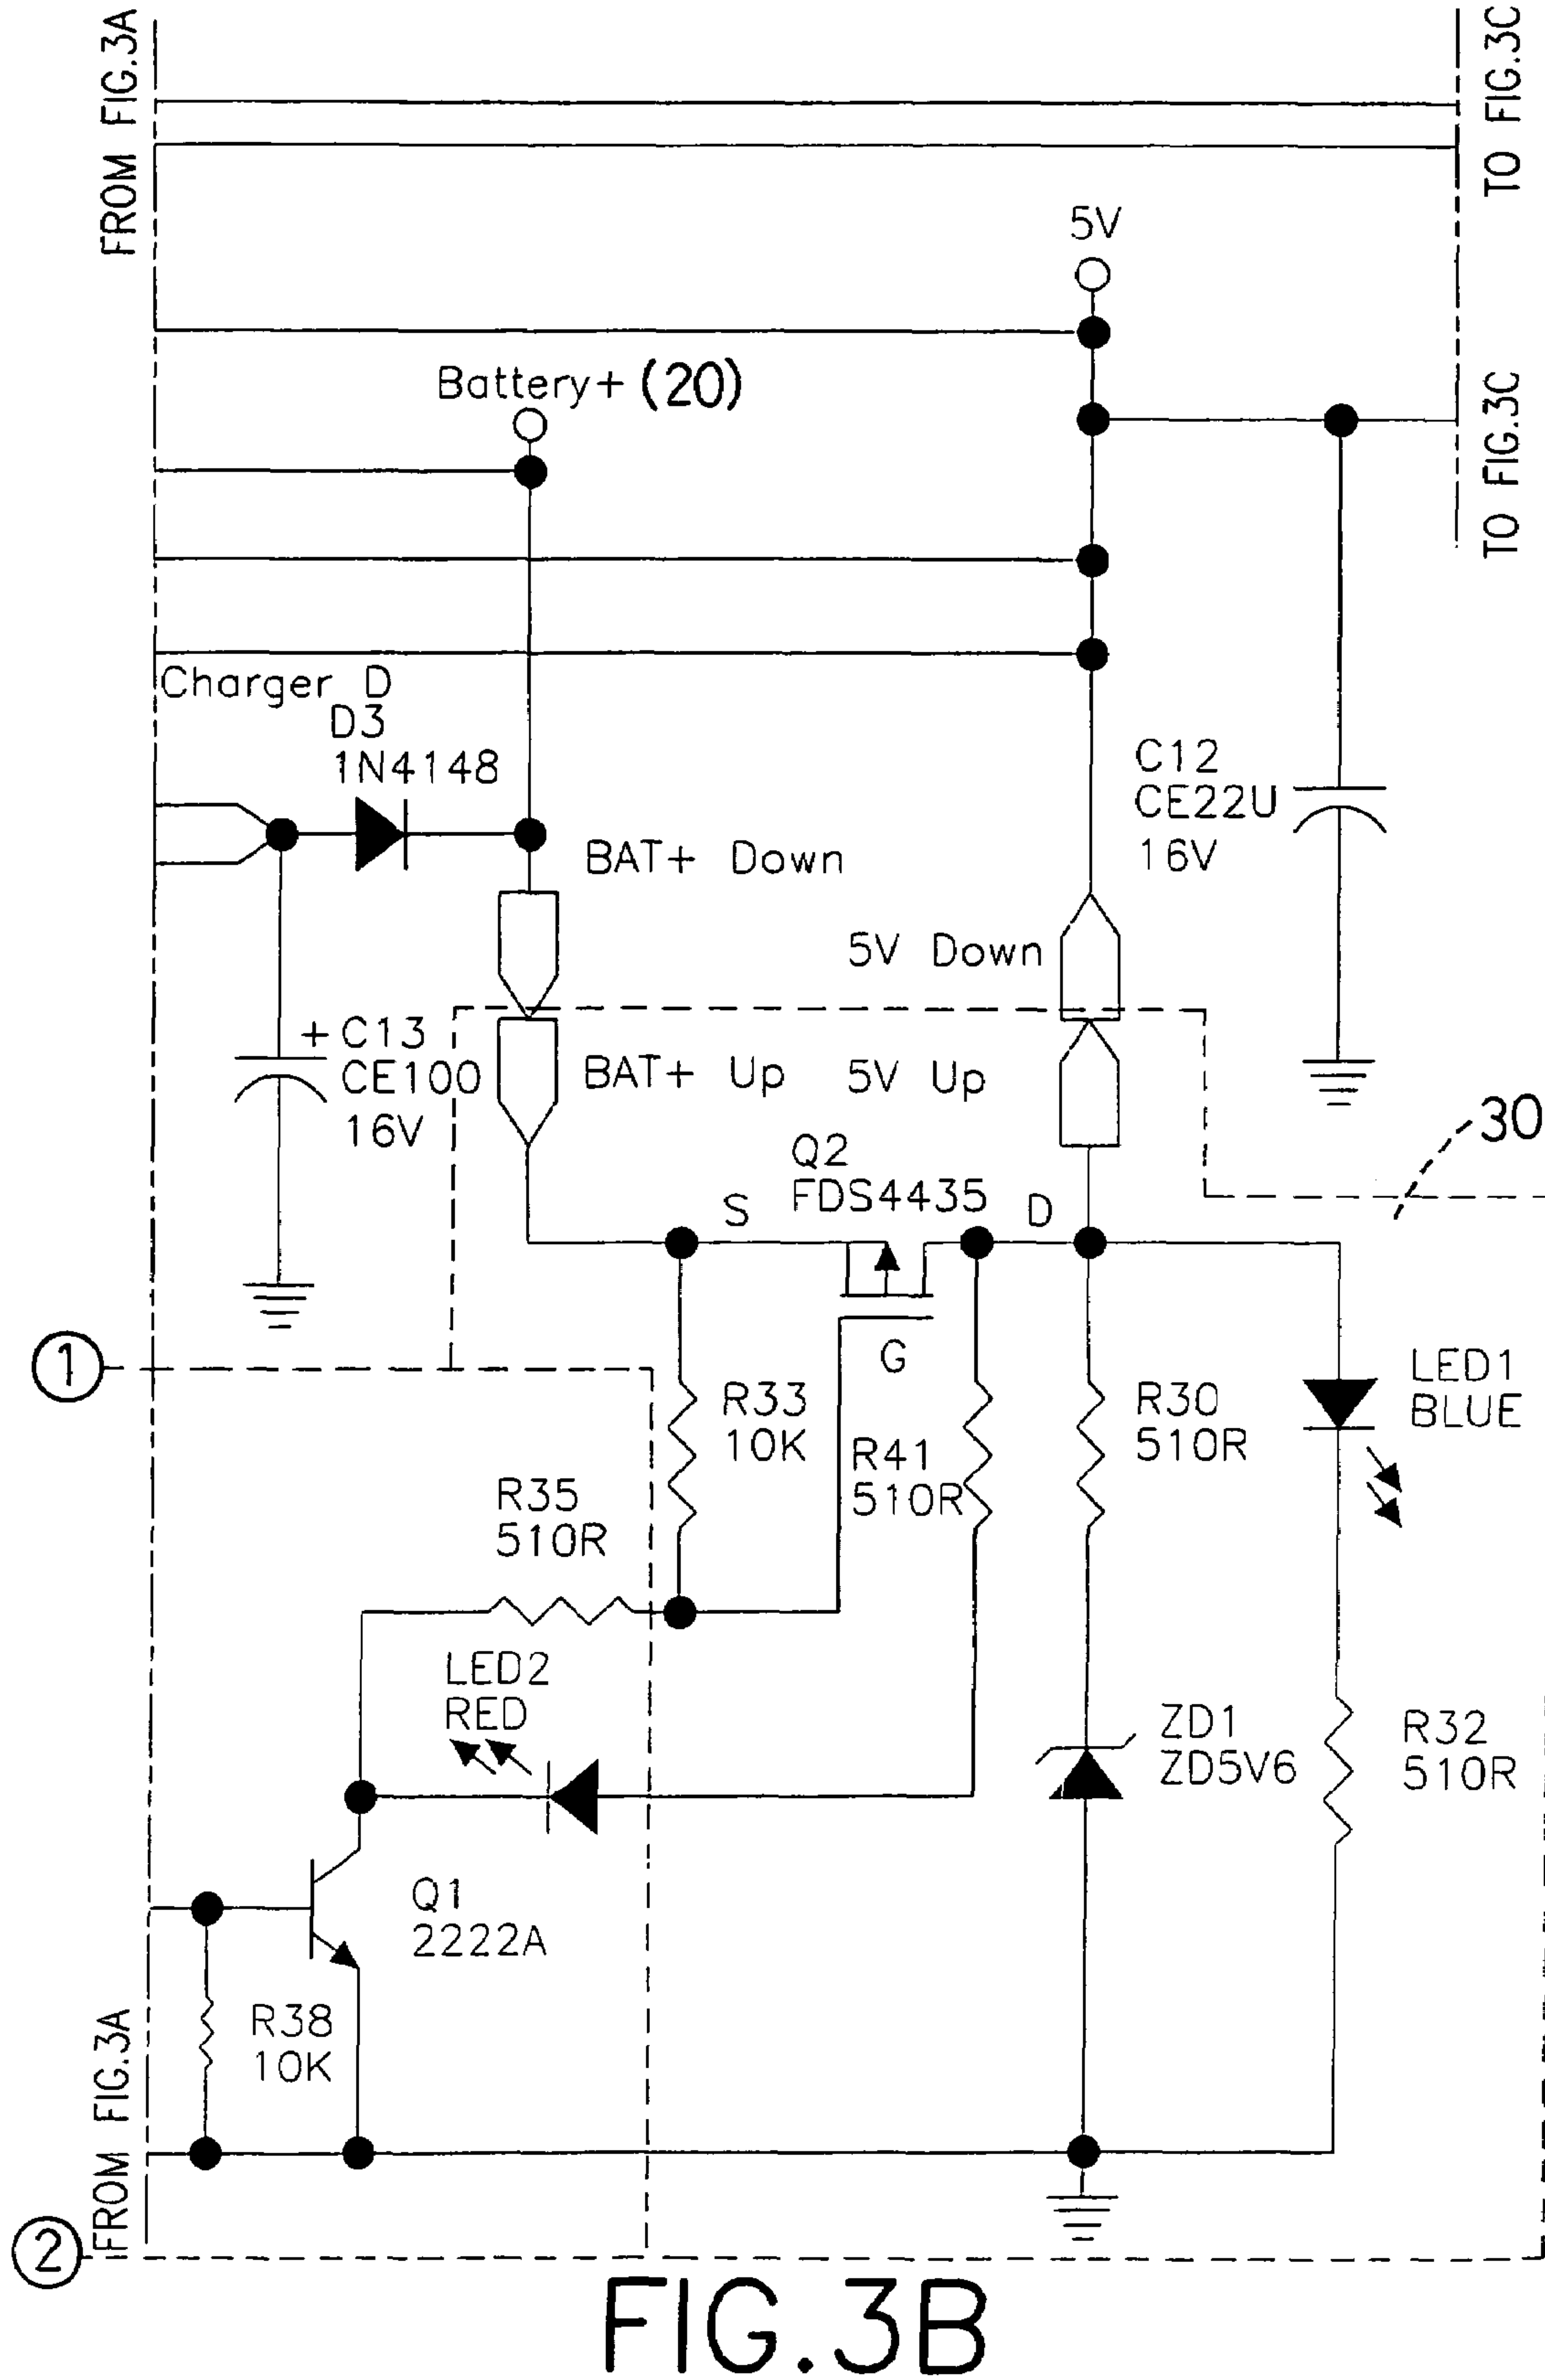 FROM FIG.3A
TO FIG.3C
5V
Battery+ (20)
TO FIG.3C
Charger D
D3
1N4148
C12
CE22U
16V
BAT+ Down
5V Down
+ C13
CE100
16V
BAT+ Up
5V Up
30
Q2
FDS4435
S
D
G
1
LED1
BLUE
R33
10K
R41
510R
R30
510R
R35
510R
LED2
RED
ZD1
ZD5V6
R32
510R
Q1
2222A
R38
10K
FROM FIG.3A
2
FIG.3B